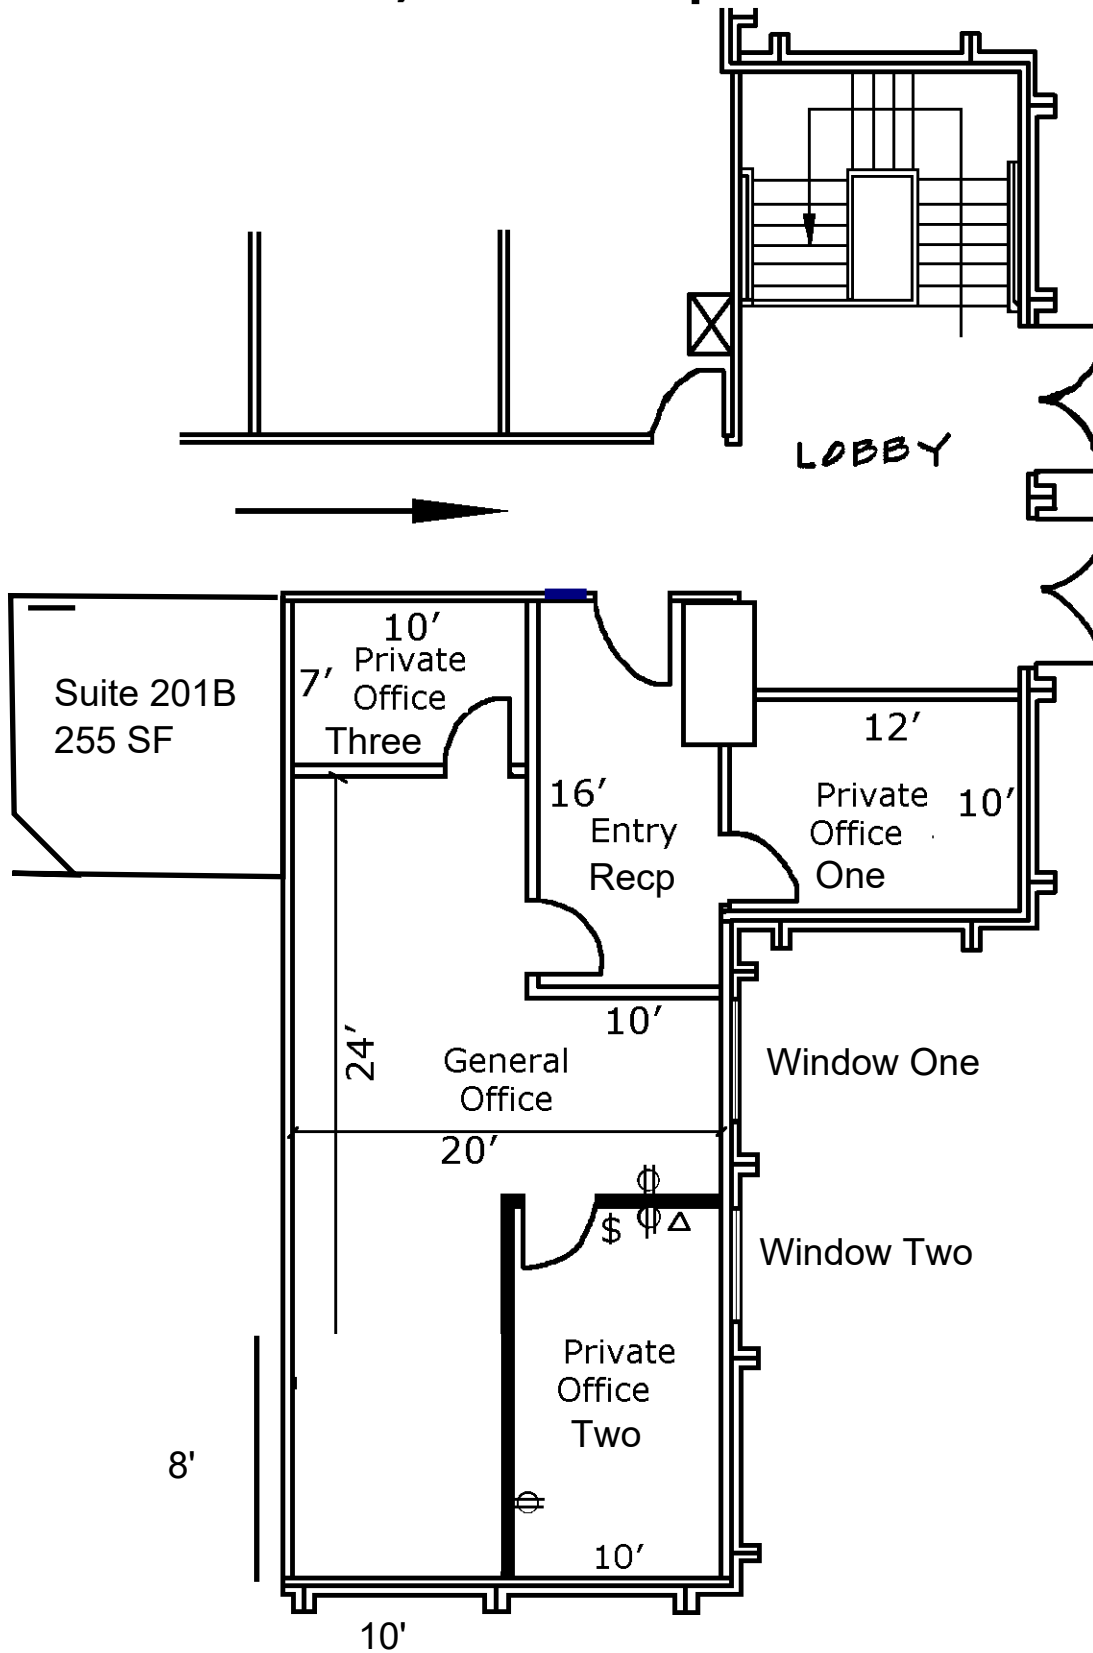 LOBBY
Suite 201B
255 SF
10′
7′
Private
Office
Three
16′
Entry
Recp
12′
Private
Office
One
10′
10′
24′
General
Office
20′
Window One
Window Two
$
Private
Office
Two
8'
10′
10'